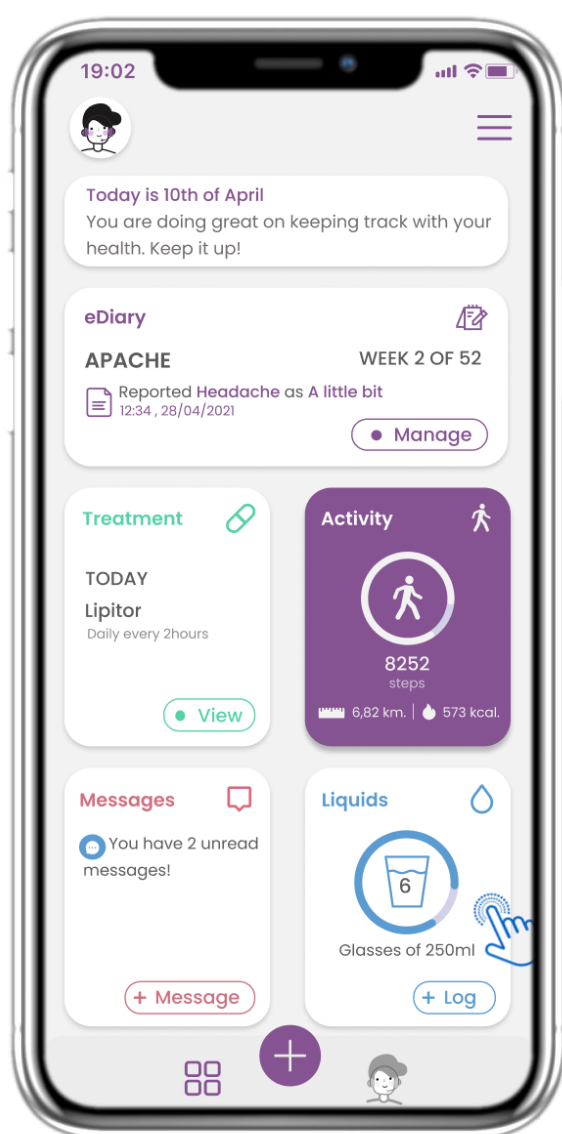 19:02
Today is 10th of April
You are doing great on keeping track with your
health. Keep it up!
eDiary
APACHE
WEEK 2 OF 52
Reported Headache as A little bit
12:34 , 28/04/2021
Manage
Treatment
TODAY
Lipitor
Daily every 2hours
View
Activity
8252
steps
6,82 km.
573 kcal.
Messages
You have 2 unread
messages!
+ Message
Liquids
6
Glasses of 250ml
+ Log